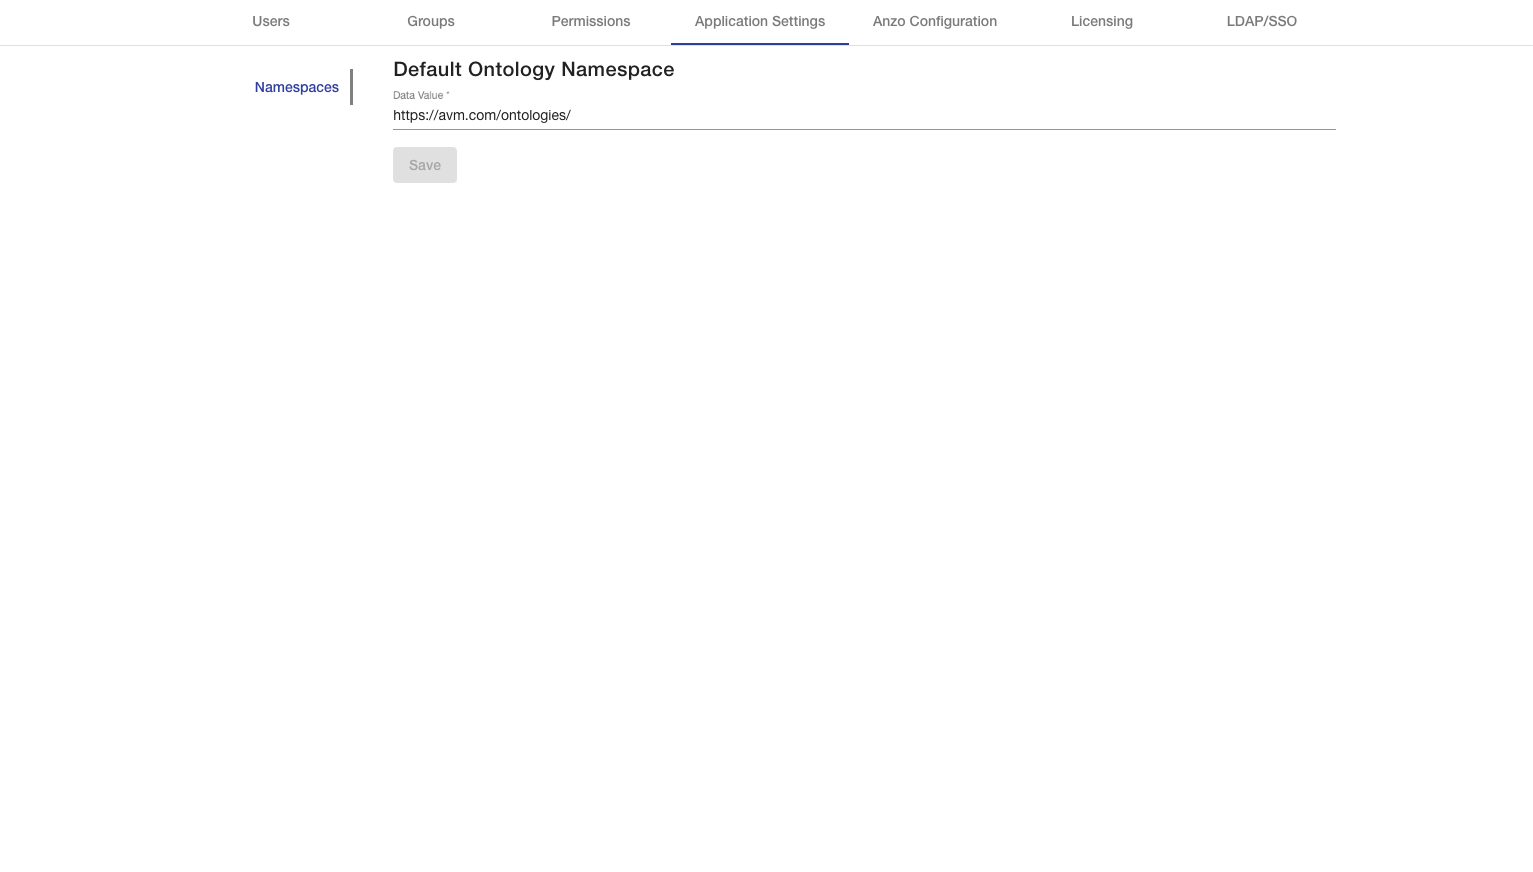 Users
Groups
Permissions
Application Settings
Anzo Configuration
Licensing
LDAP/SSO
Namespaces
Default Ontology Namespace
Data Value *
https://avm.com/ontologies/
Save